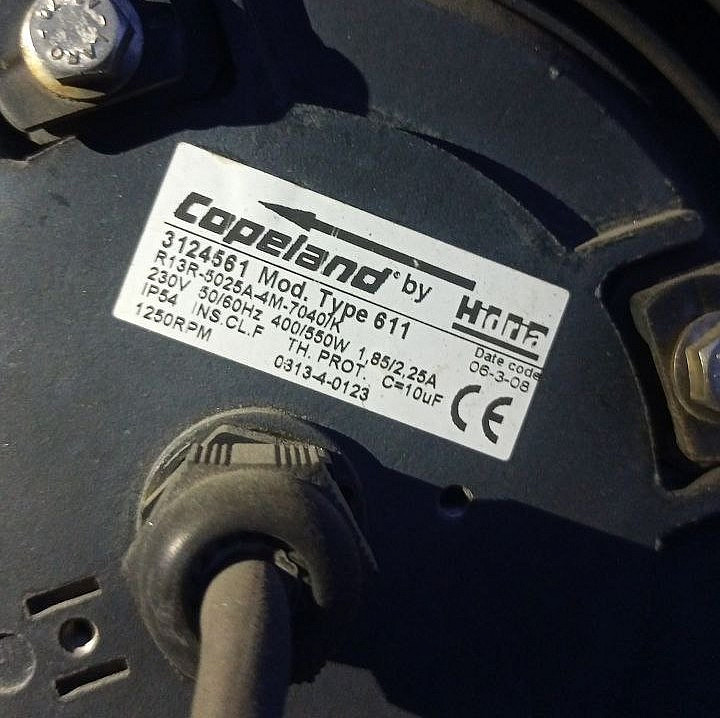 Copeland® by Hidria
3124561 Mod. Type 611
R13R-5025A-4M-7040/K
230V 50/60Hz 400/550W 1,85/2,25A
IP54 INS.CL.F TH. PROT. C=10uF
1250RPM 0313-4-0123
Date code
06-3-08
CE